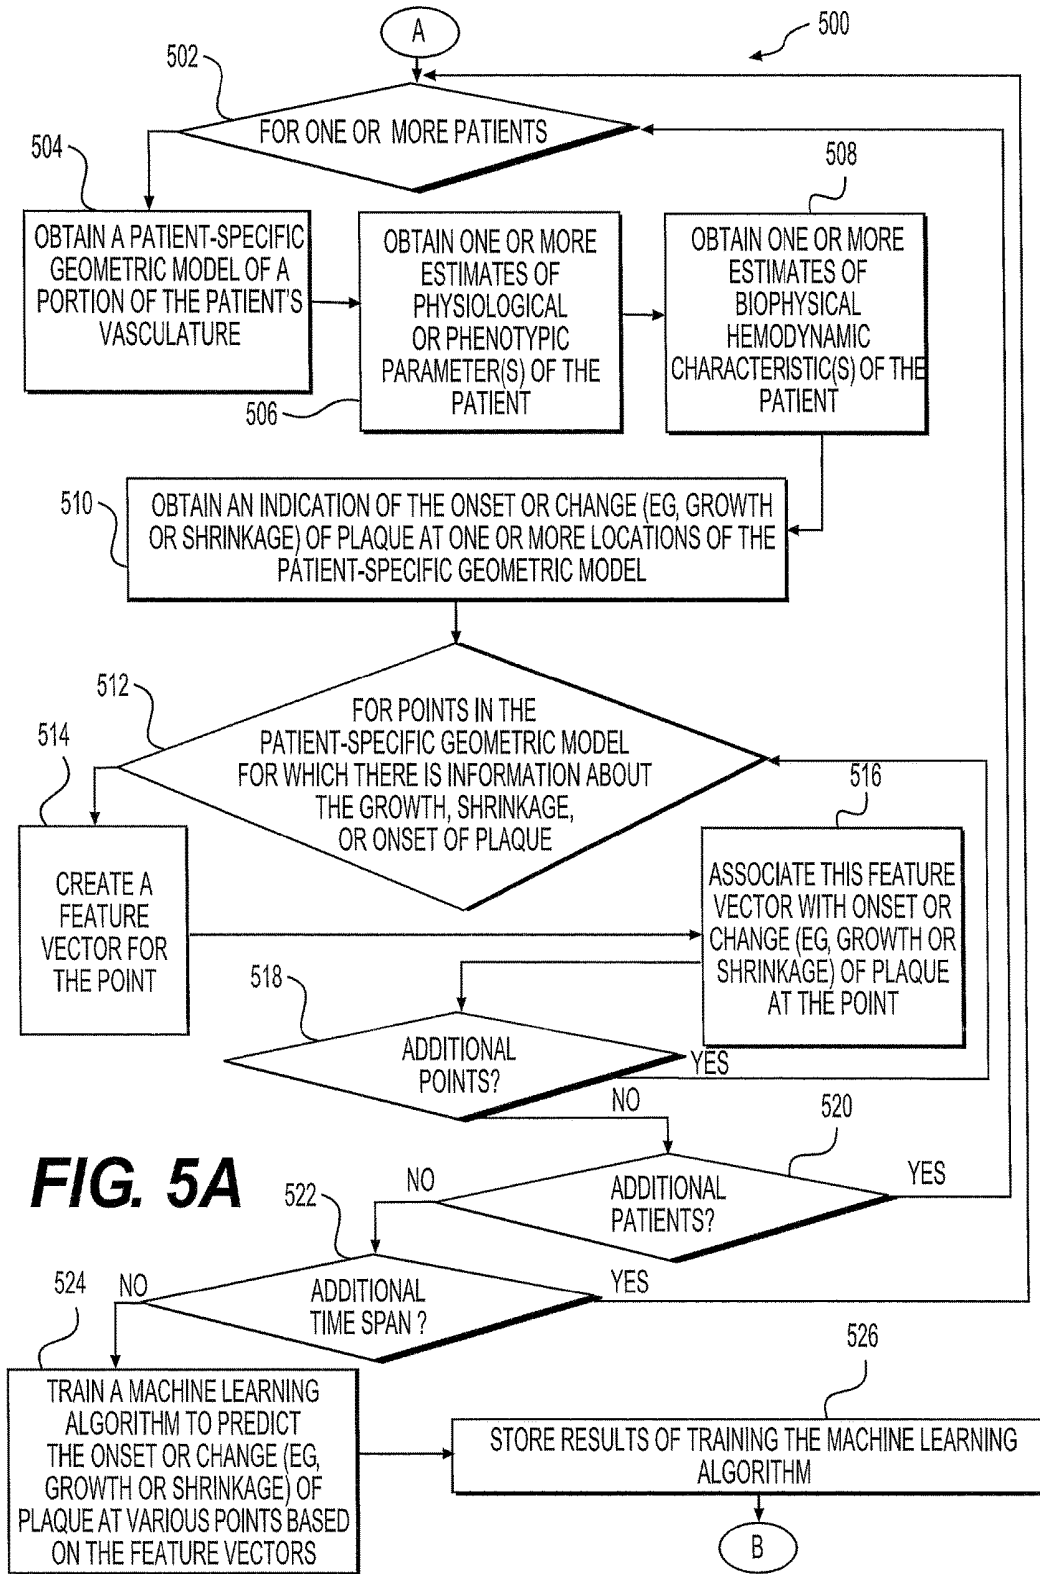 A
500
502
FOR ONE OR MORE PATIENTS
504
OBTAIN A PATIENT-SPECIFIC
GEOMETRIC MODEL OF A
PORTION OF THE PATIENT'S
VASCULATURE
506
OBTAIN ONE OR MORE
ESTIMATES OF
PHYSIOLOGICAL
OR PHENOTYPIC
PARAMETER(S) OF THE
PATIENT
508
OBTAIN ONE OR MORE
ESTIMATES OF
BIOPHYSICAL
HEMODYNAMIC
CHARACTERISTIC(S) OF THE
PATIENT
510
OBTAIN AN INDICATION OF THE ONSET OR CHANGE (EG, GROWTH
OR SHRINKAGE) OF PLAQUE AT ONE OR MORE LOCATIONS OF THE
PATIENT-SPECIFIC GEOMETRIC MODEL
512
FOR POINTS IN THE
PATIENT-SPECIFIC GEOMETRIC MODEL
FOR WHICH THERE IS INFORMATION ABOUT
THE GROWTH, SHRINKAGE,
OR ONSET OF PLAQUE
514
CREATE A
FEATURE
VECTOR FOR
THE POINT
516
ASSOCIATE THIS FEATURE
VECTOR WITH ONSET OR
CHANGE (EG, GROWTH OR
SHRINKAGE) OF PLAQUE
AT THE POINT
518
ADDITIONAL
POINTS?
YES
NO
520
ADDITIONAL
PATIENTS?
YES
NO
FIG. 5A
522
ADDITIONAL
TIME SPAN ?
YES
NO
524
TRAIN A MACHINE LEARNING
ALGORITHM TO PREDICT
THE ONSET OR CHANGE (EG,
GROWTH OR SHRINKAGE) OF
PLAQUE AT VARIOUS POINTS BASED
ON THE FEATURE VECTORS
526
STORE RESULTS OF TRAINING THE MACHINE LEARNING
ALGORITHM
B